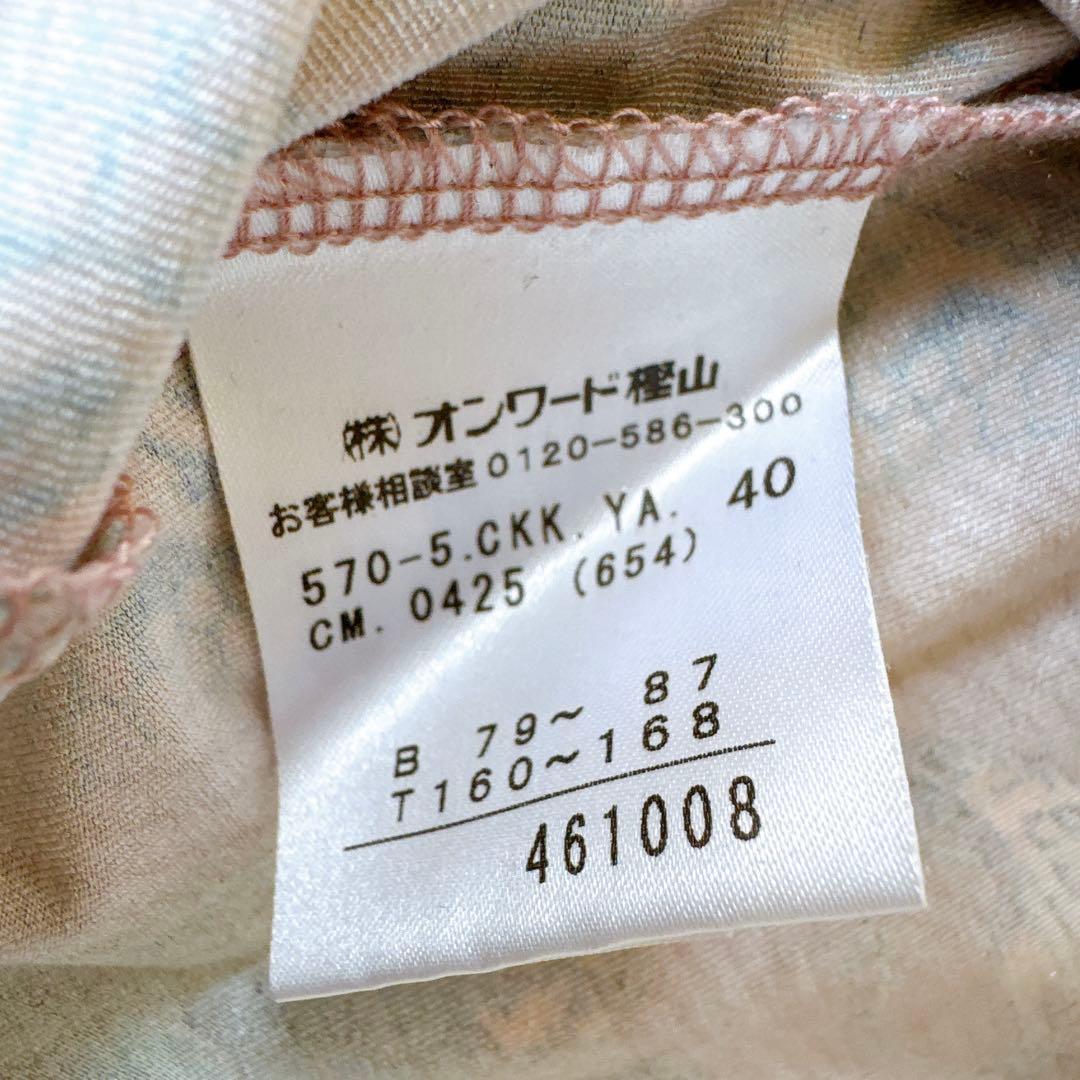 (株) オンワード樫山
お客様相談室 0120-586-300
570-5.CKK.YA. 40
CM. 0425 (654)
B 79~ 87
T160~168
461008